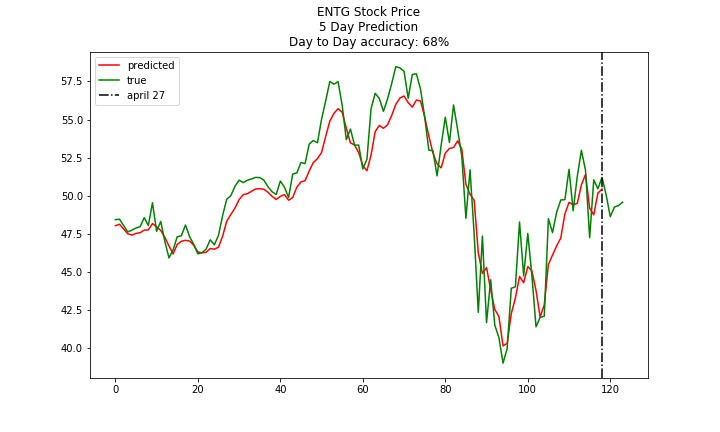 ENTG Stock Price
5 Day Prediction
Day to Day accuracy: 68%
predicted
true
april 27
57.5
55.0
52.5
50.0
47.5
45.0
42.5
40.0
0 20 40 60 80 100 120